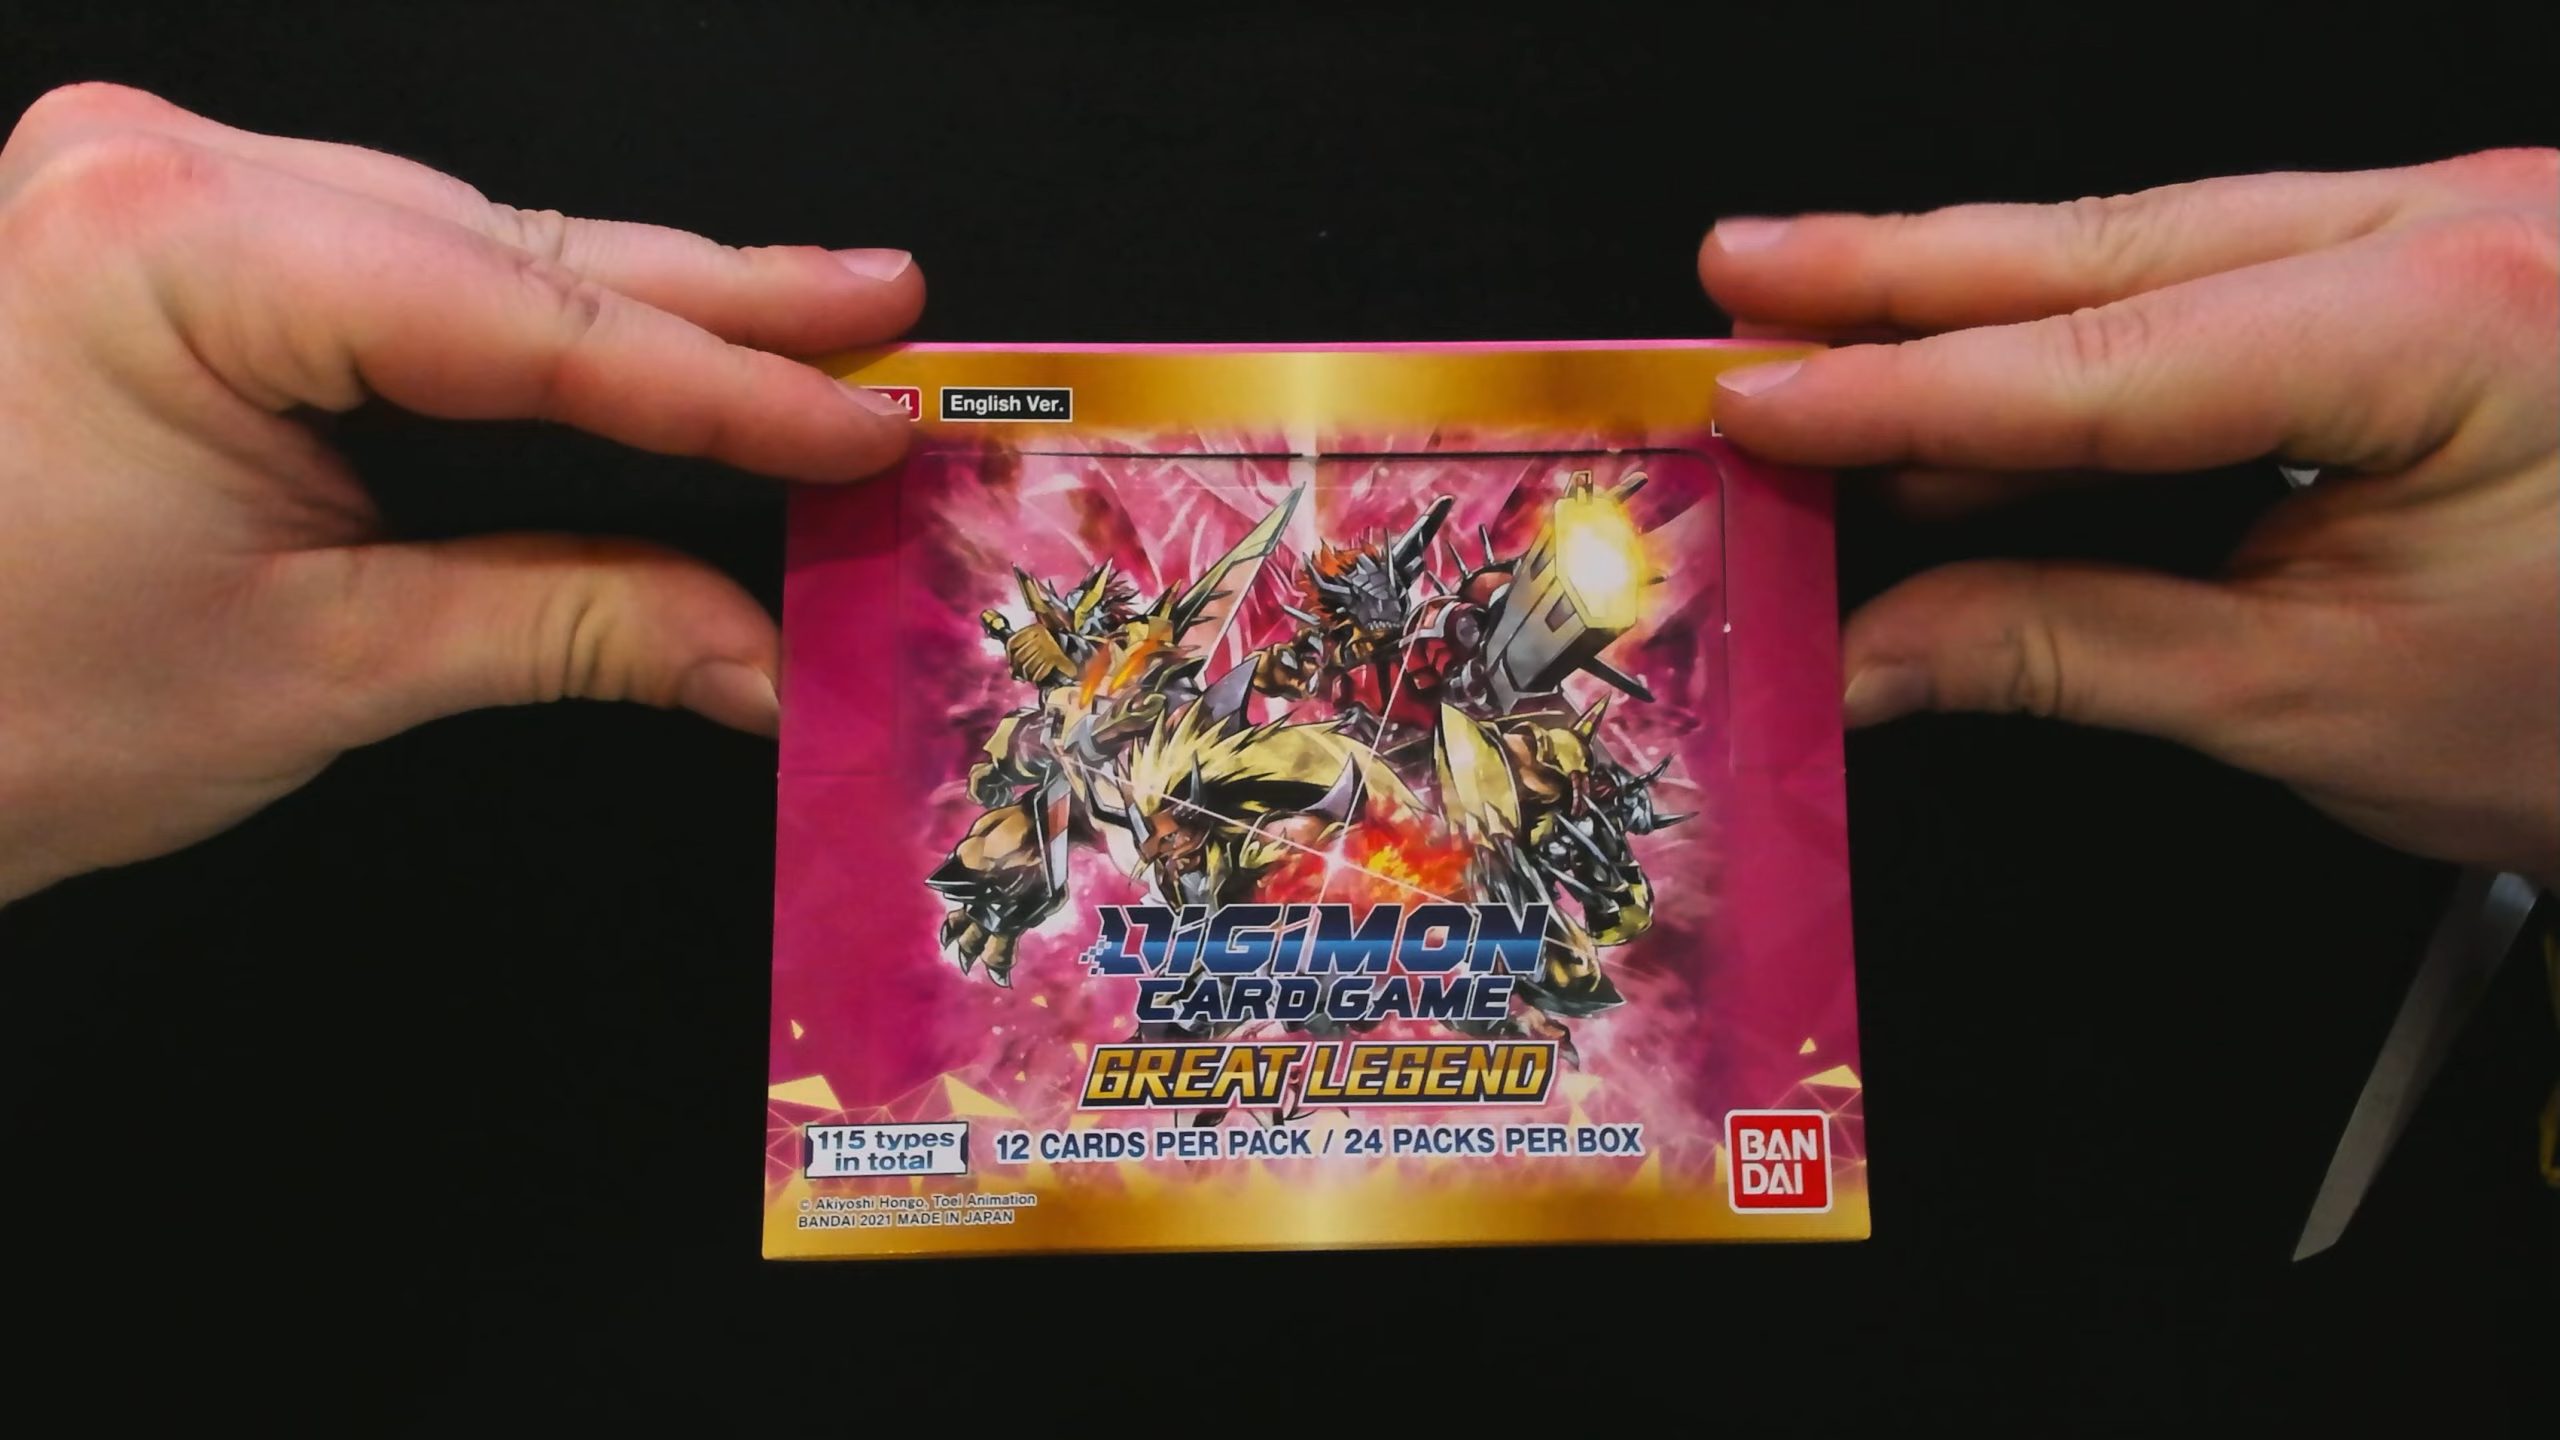 English Ver.
DIGIMON
CARD GAME
GREAT LEGEND
115 types
in total
12 CARDS PER PACK / 24 PACKS PER BOX
BAN
DAI
© Akiyoshi Hongo, Toei Animation
BANDAI 2021 MADE IN JAPAN